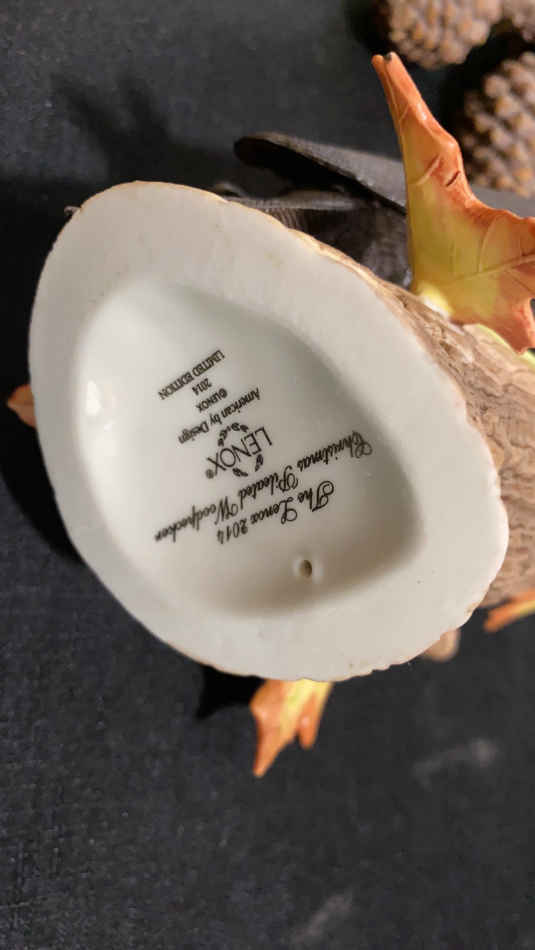 The Lenox 2014
Christmas Pileated Woodpecker
LENOX®
American by Design
©LENOX
2014
LIMITED EDITION